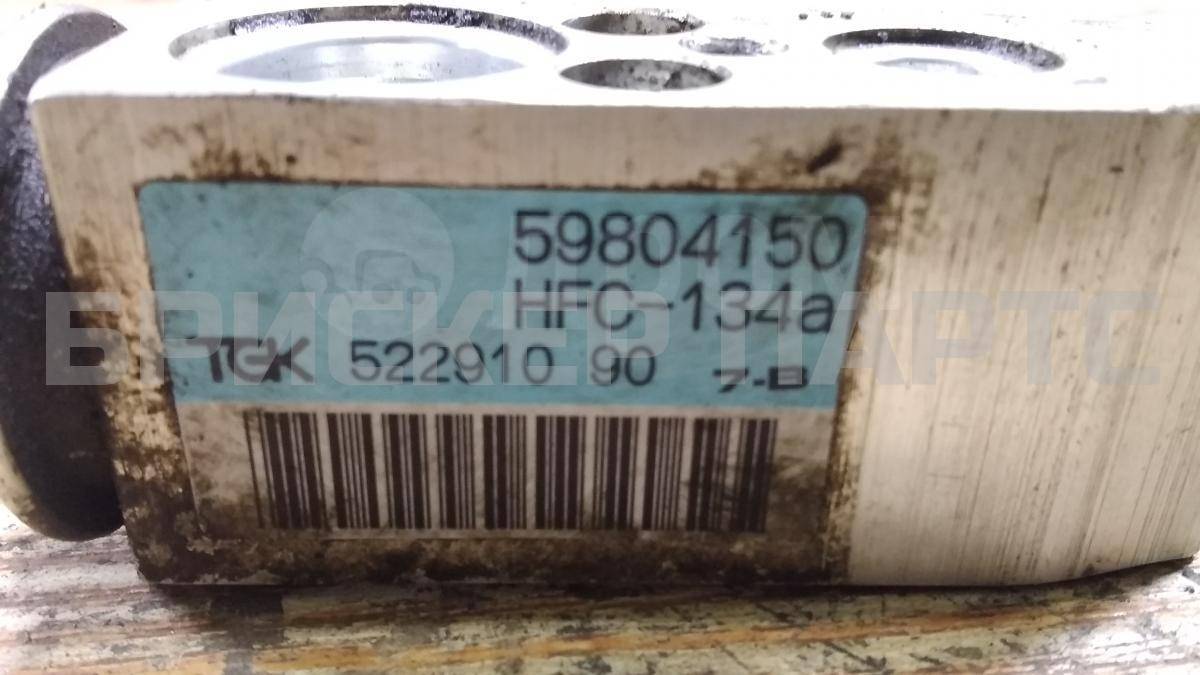 59804150
HFC-134a
TGK 522910 90 7-B
БРИСКЕР ПАРТС